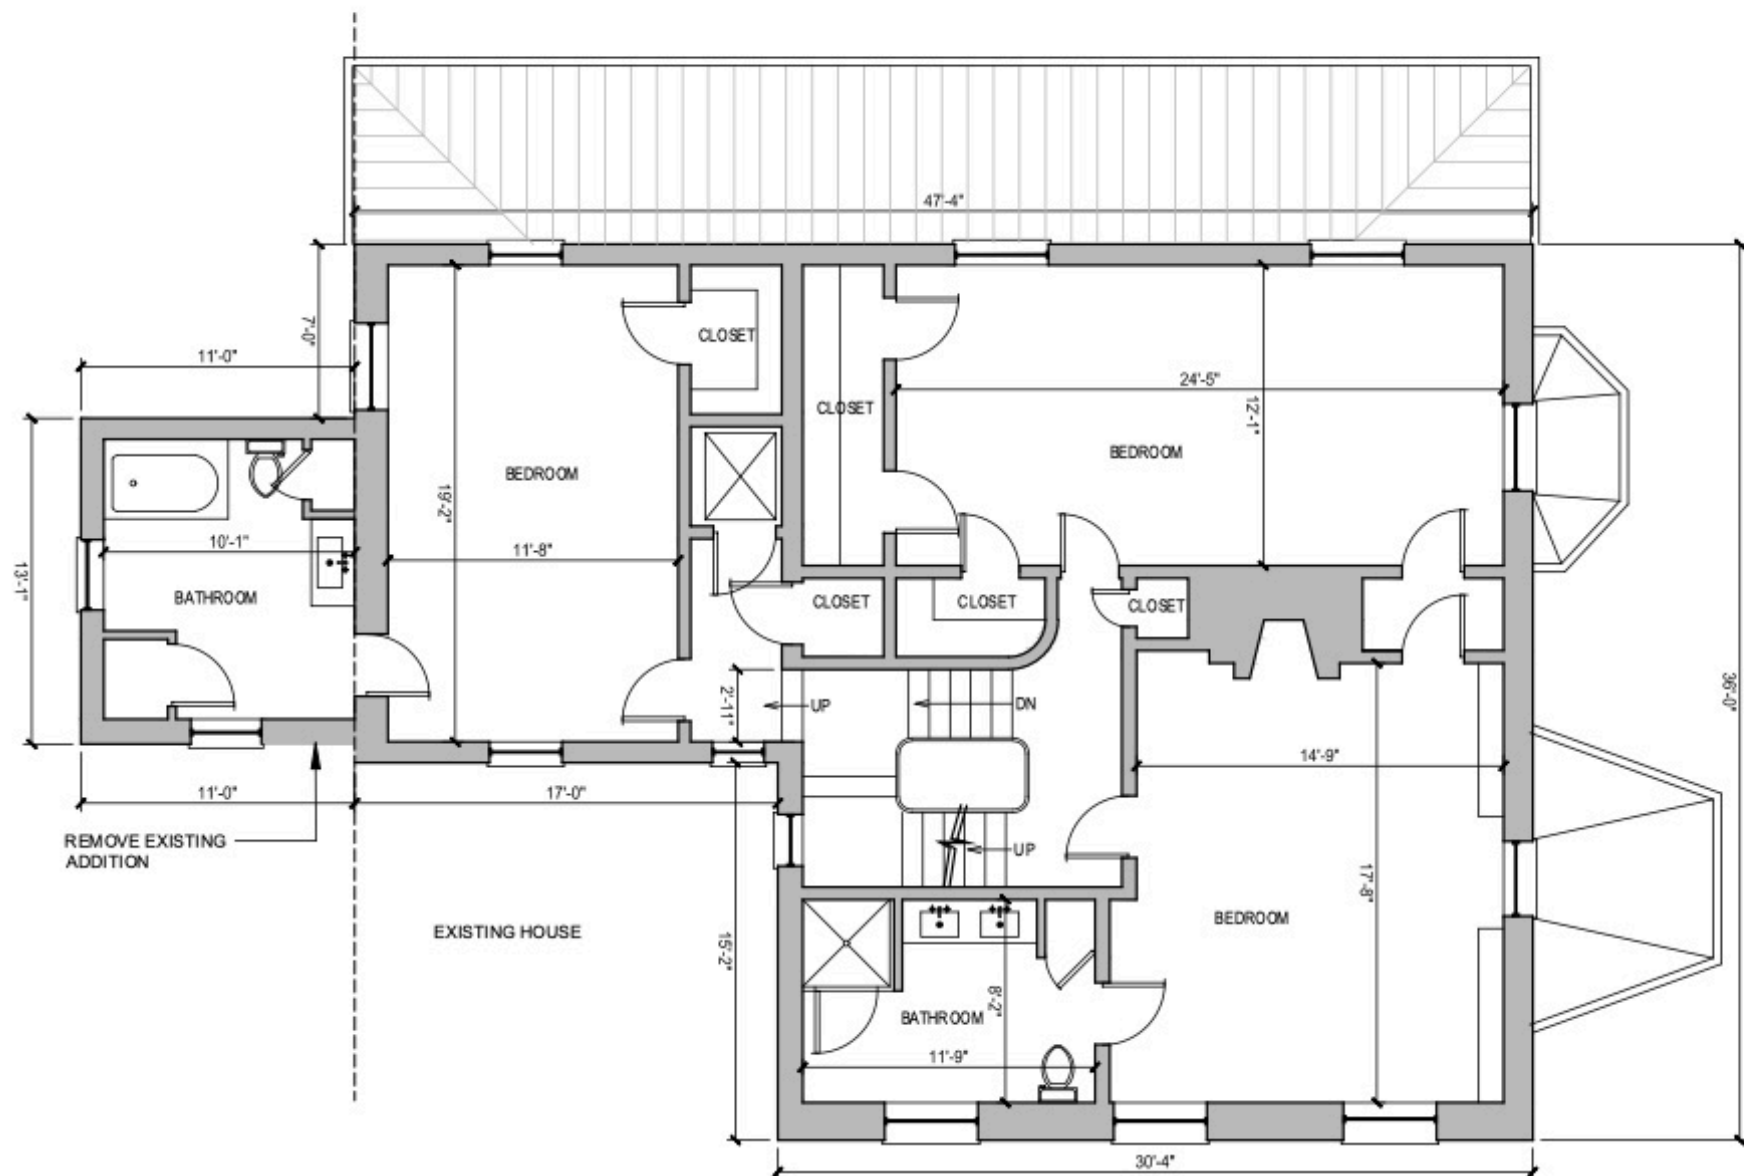 47'-4"
7'-0"
11'-0"
CLOSET
24'-5"
CLOSET
12'-1"
BEDROOM
BEDROOM
19'-2"
36'-0"
10'-1"
11'-8"
13'-1"
BATHROOM
CLOSET
CLOSET
CLOSET
2'-11"
UP
DN
14'-9"
11'-0"
17'-0"
REMOVE EXISTING
ADDITION
UP
17'-8"
BEDROOM
EXISTING HOUSE
15'-2"
8'-2"
BATHROOM
11'-9"
30'-4"